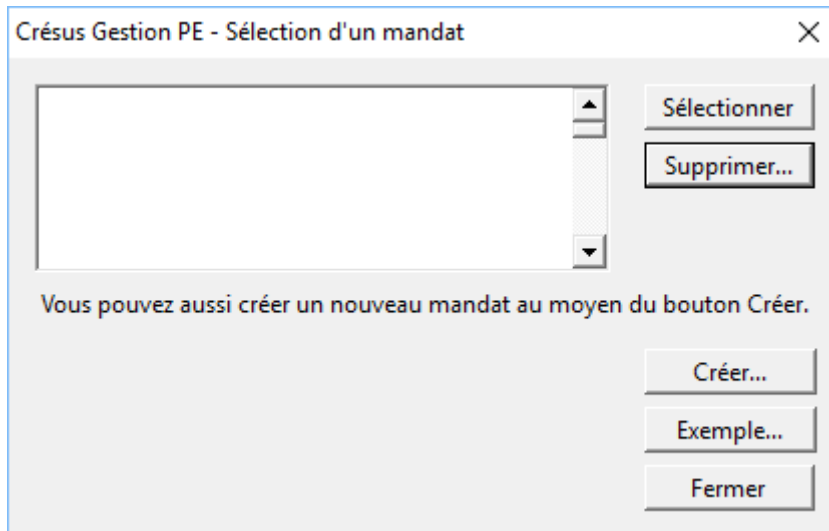 Crésus Gestion PE - Sélection d'un mandat
Sélectionner
Supprimer...
Vous pouvez aussi créer un nouveau mandat au moyen du bouton Créer.
Créer...
Exemple...
Fermer